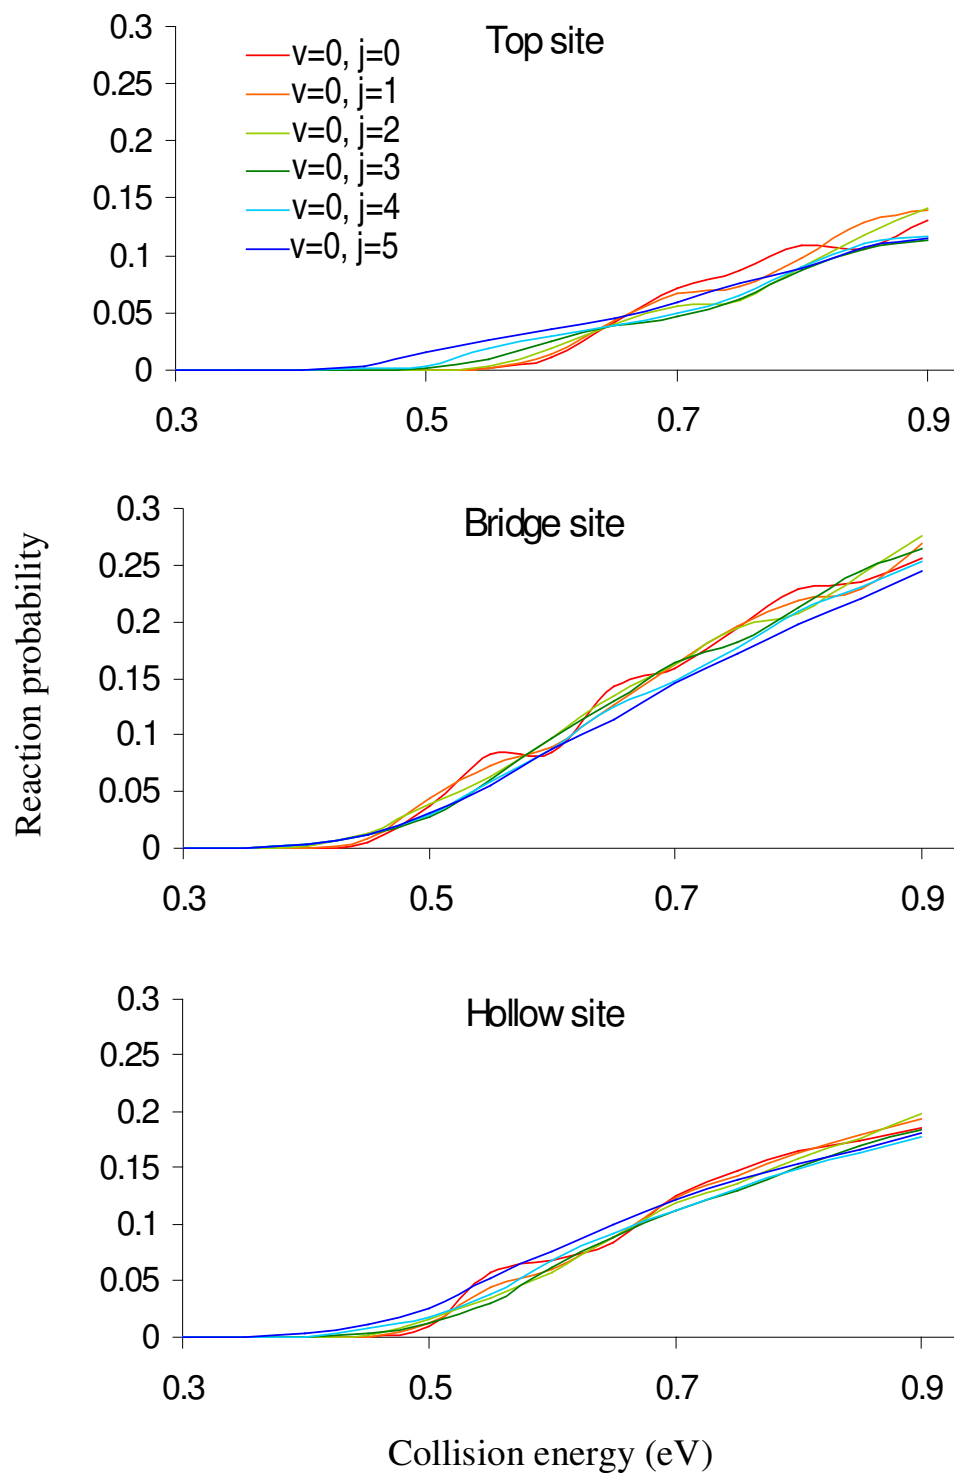 Top site
0.3
0.25
0.2
0.15
0.1
0.05
0
v=0, j=0
v=0, j=1
v=0, j=2
v=0, j=3
v=0, j=4
v=0, j=5
0.3 0.5 0.7 0.9
Reaction probability
Bridge site
0.3
0.25
0.2
0.15
0.1
0.05
0
0.3 0.5 0.7 0.9
Hollow site
0.3
0.25
0.2
0.15
0.1
0.05
0
0.3 0.5 0.7 0.9
Collision energy (eV)